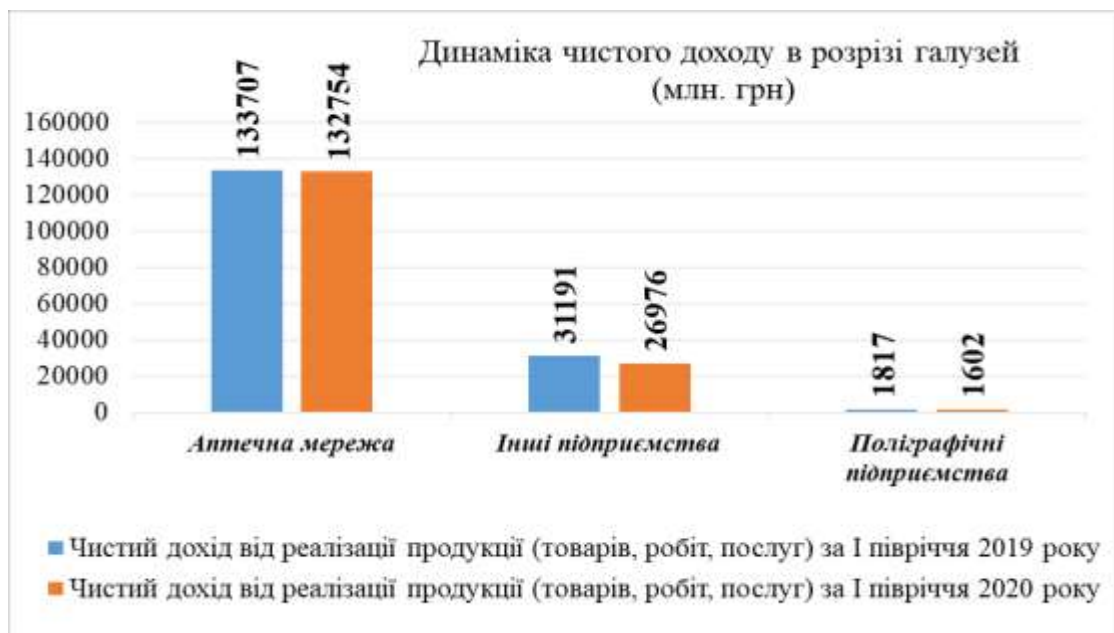 Динаміка чистого доходу в розрізі галузей
(млн. грн)
160000
140000
120000
100000
80000
60000
40000
20000
0
133707
132754
31191
26976
1817
1602
Аптечна мережа
Інші підприємства
Поліграфічні
підприємства
Чистий дохід від реалізації продукції (товарів, робіт, послуг) за І півріччя 2019 року
Чистий дохід від реалізації продукції (товарів, робіт, послуг) за І півріччя 2020 року